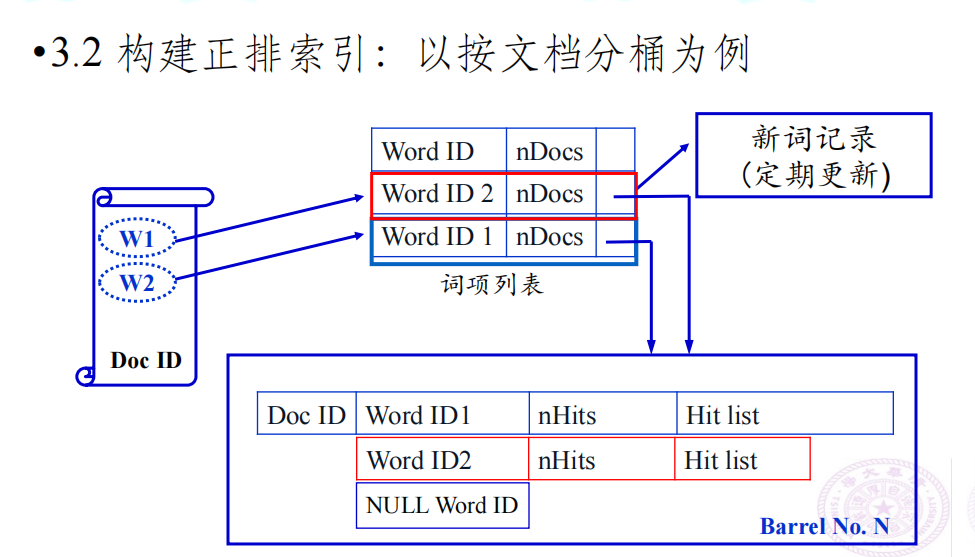 •3.2 构建正排索引：以按文档分桶为例
Word ID nDocs
Word ID 2 nDocs
Word ID 1 nDocs
词项列表
新词记录
(定期更新)
W1
W2
Doc ID
Doc ID Word ID1 nHits Hit list
Word ID2 nHits Hit list
NULL Word ID
Barrel No. N